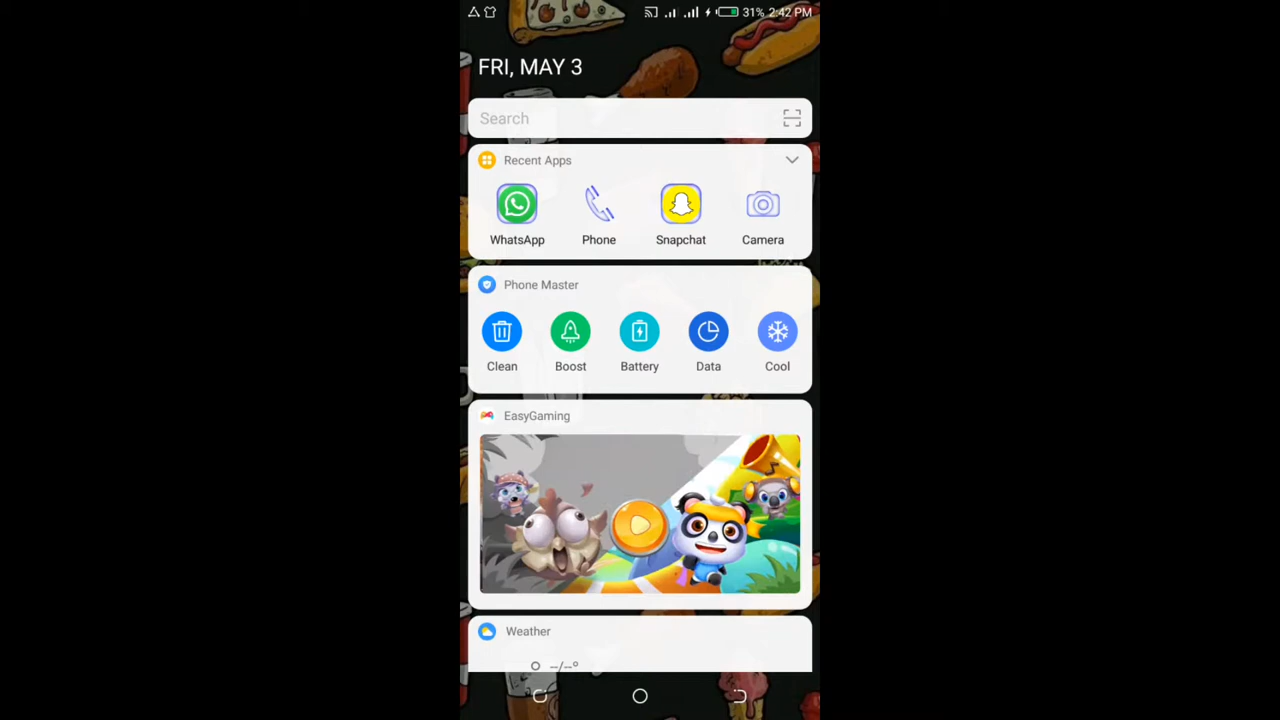 31% 2:42 PM
FRI, MAY 3
Search
Recent Apps
WhatsApp Phone Snapchat Camera
Phone Master
Clean Boost Battery Data Cool
EasyGaming
Weather
--/--°